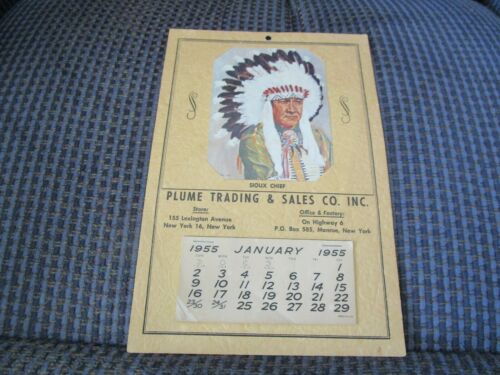 SIOUX CHIEF
PLUME TRADING & SALES CO. INC.
Store:
155 Lexington Avenue
New York 16, New York
Office & Factory:
On Highway 6
P.O. Box 585, Monroe, New York
1955 JANUARY 1955
1
2 3 4 5 6 7 8
9 10 11 12 13 14 15
16 17 18 19 20 21 22
23/30 24/31 25 26 27 28 29